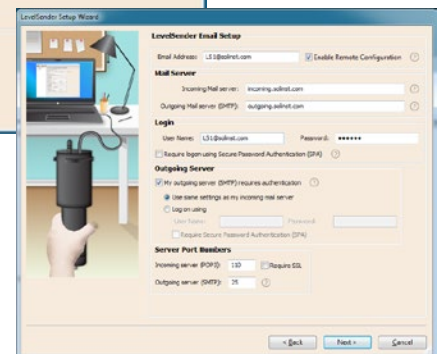 LevelSender Setup Wizard
LevelSender Email Setup
Email Address: LS1@solinst.com Enable Remote Configuration ?
Mail Server
Incoming Mail server: incoming.solinst.com ?
Outgoing Mail server (SMTP): outgoing.solinst.com ?
Login
User Name: LS1@solinst.com Password: ••••••
Require logon using Secure Password Authentication (SPA) ?
Outgoing Server
My outgoing server (SMTP) requires authentication ?
Use same settings as my incoming mail server
Log on using
User Name: Password:
Require Secure Password Authentication (SPA)
Server Port Numbers
Incoming server (POP3): 110 Require SSL
Outgoing server (SMTP): 25 ?
< Back Next > Cancel